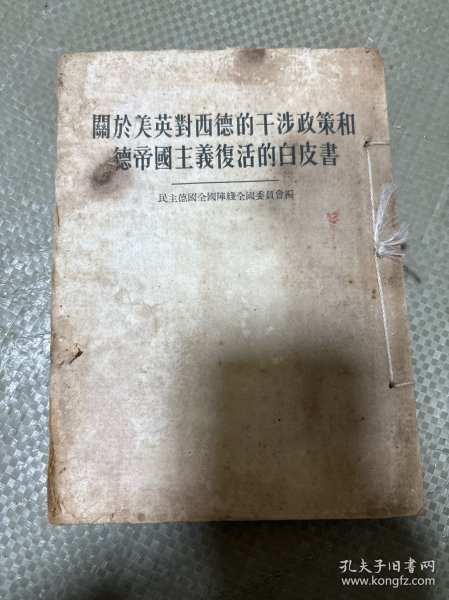 關於美英對西德的干涉政策和
德帝國主義復活的白皮書
民主德國全國陣綫全國委員會編
孔夫子旧书网
www.kongfz.com